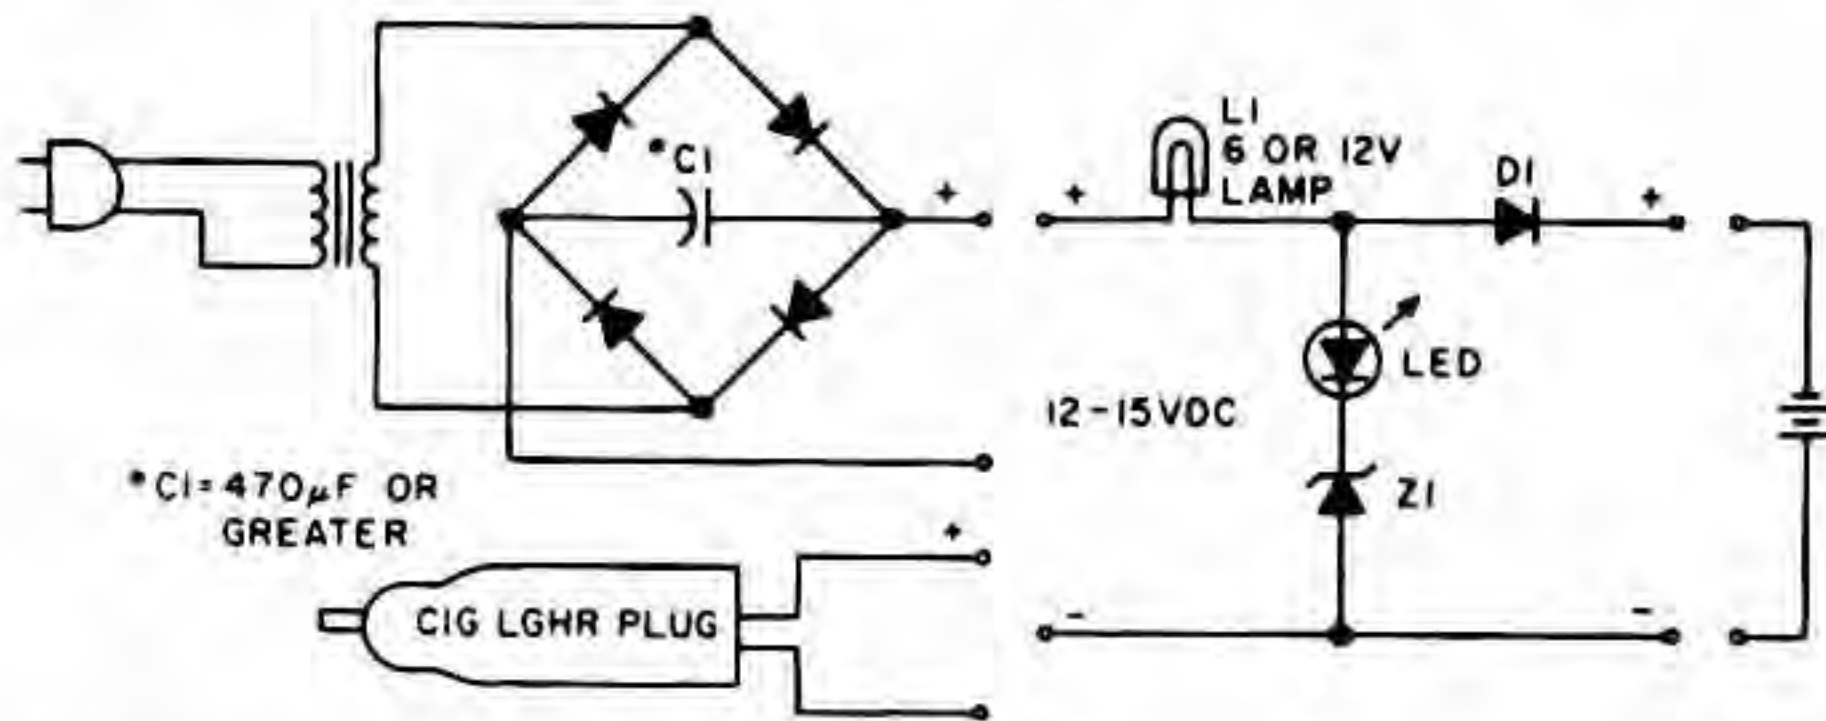 L1
6 OR 12V
LAMP
*C1
D1
+
+
+
LED
12-15VDC
*C1=470µF OR
GREATER
Z1
+
CIG LGHR PLUG
-
-